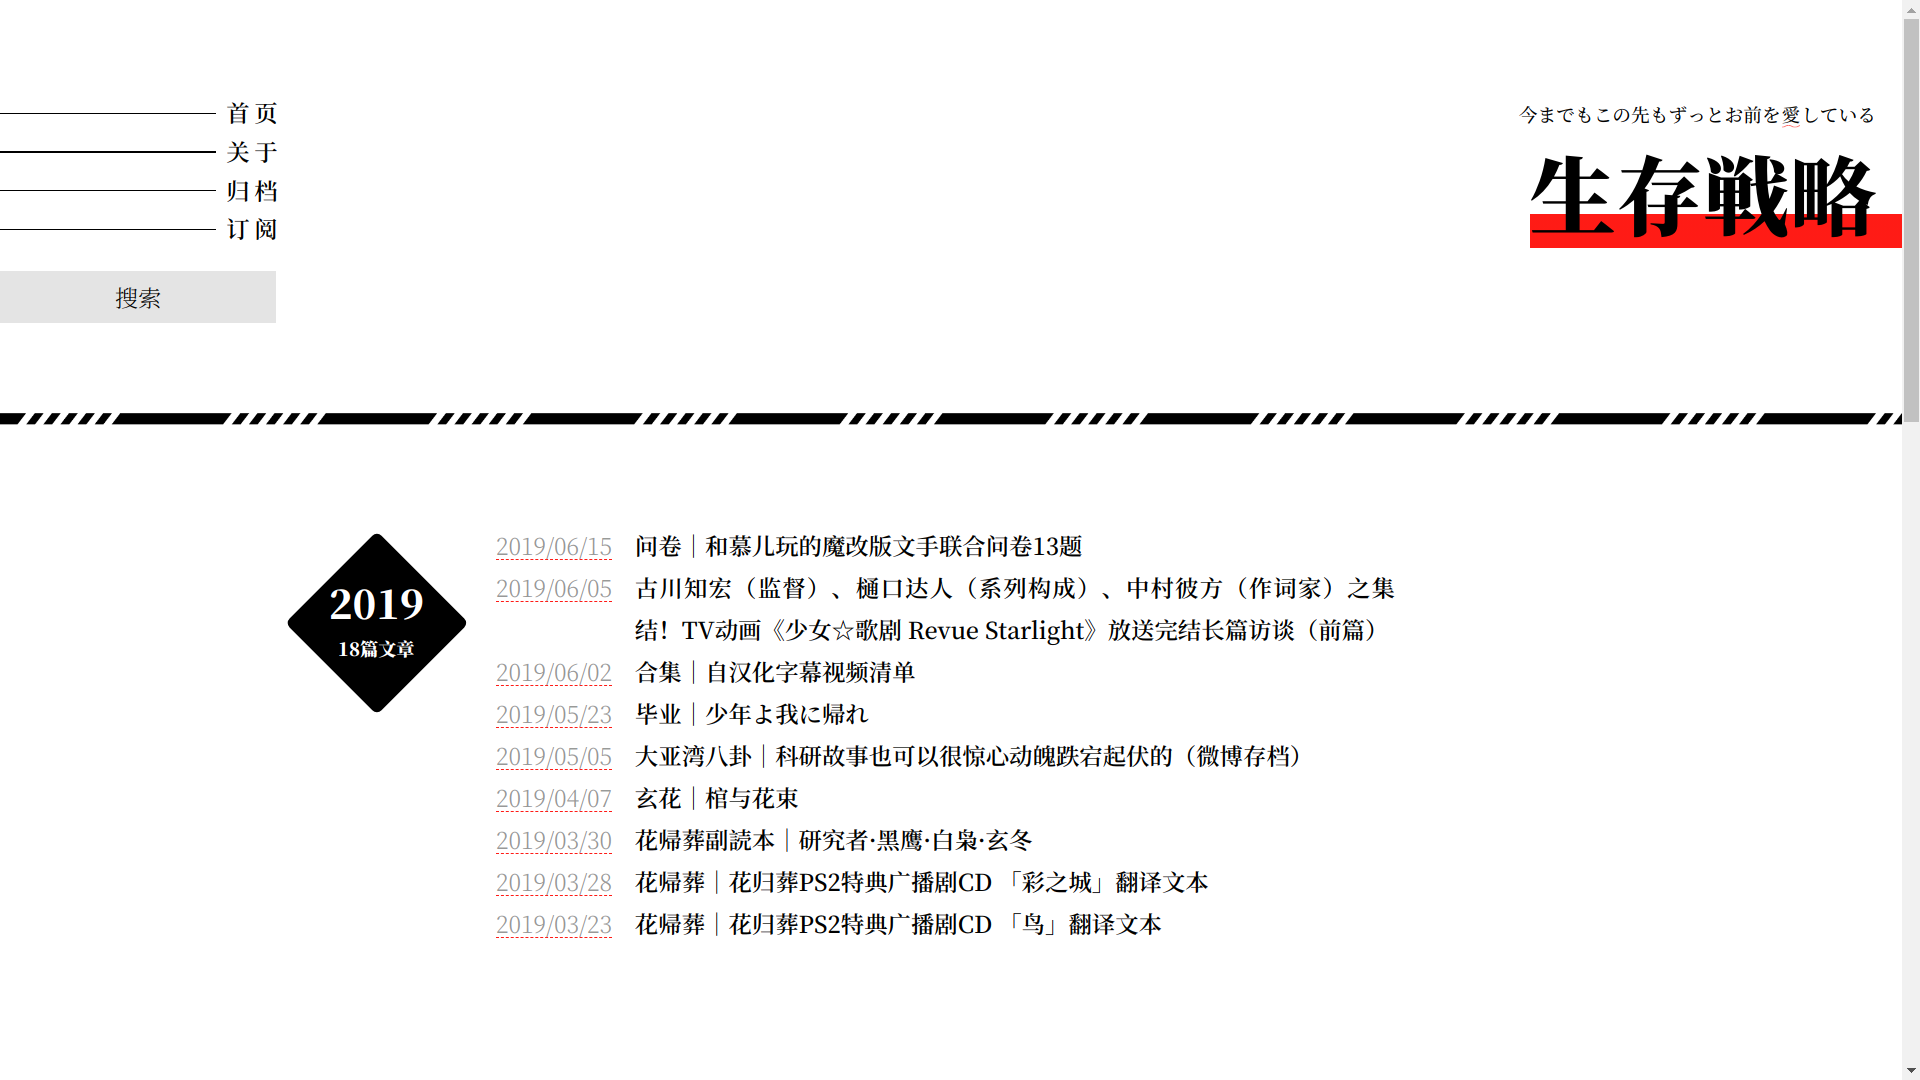 首页
关于
归档
订阅
搜索
今までもこの先もずっとお前を愛している
生存戦略
2019
18篇文章
2019/06/15 问卷｜和慕儿玩的魔改版文手联合问卷13题
2019/06/05 古川知宏（监督）、樋口达人（系列构成）、中村彼方（作词家）之集
结！TV动画《少女☆歌剧 Revue Starlight》放送完结长篇访谈（前篇）
2019/06/02 合集｜自汉化字幕视频清单
2019/05/23 毕业｜少年よ我に帰れ
2019/05/05 大亚湾八卦｜科研故事也可以很惊心动魄跌宕起伏的（微博存档）
2019/04/07 玄花｜棺与花束
2019/03/30 花帰葬副読本｜研究者·黑鹰·白枭·玄冬
2019/03/28 花帰葬｜花归葬PS2特典广播剧CD 「彩之城」翻译文本
2019/03/23 花帰葬｜花归葬PS2特典广播剧CD 「鸟」翻译文本